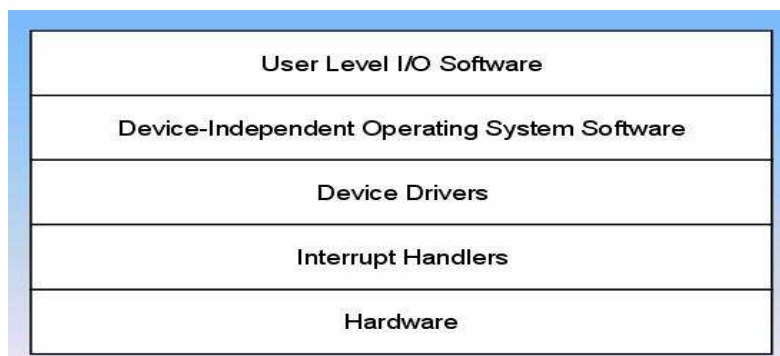 User Level I/O Software
Device-Independent Operating System Software
Device Drivers
Interrupt Handlers
Hardware